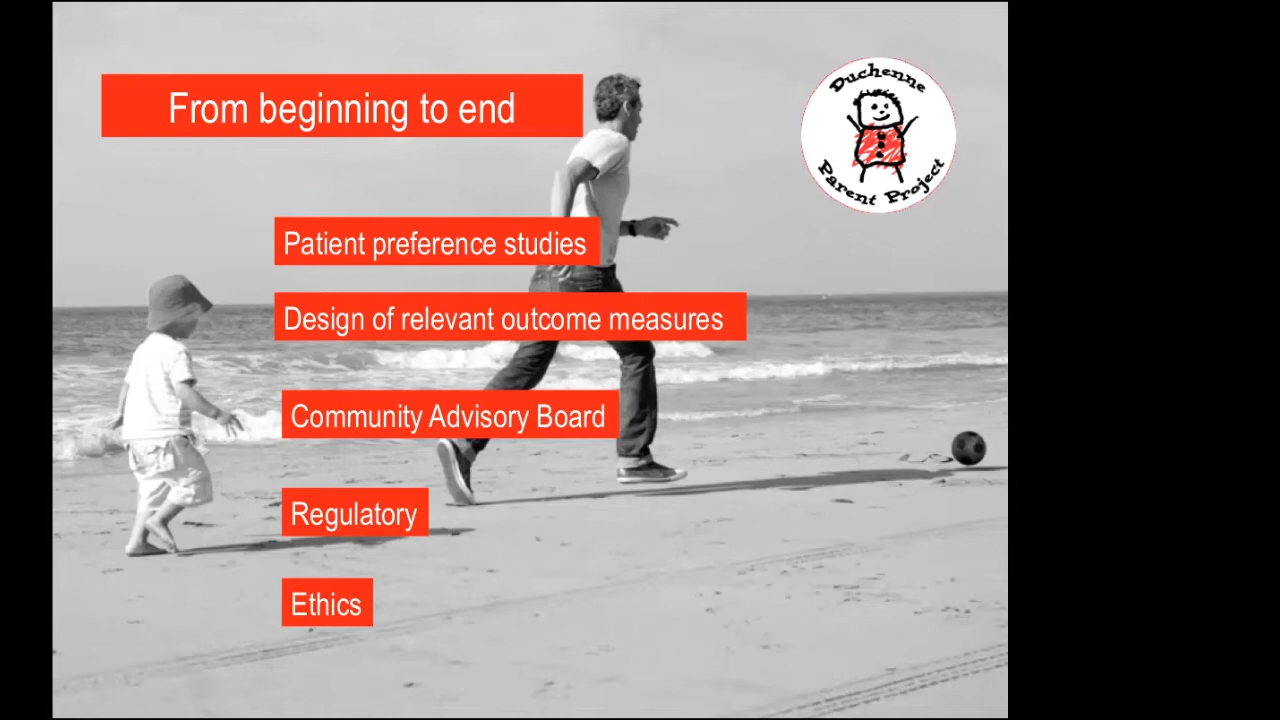 From beginning to end
Duchenne
Parent Project
Patient preference studies
Design of relevant outcome measures
Community Advisory Board
Regulatory
Ethics